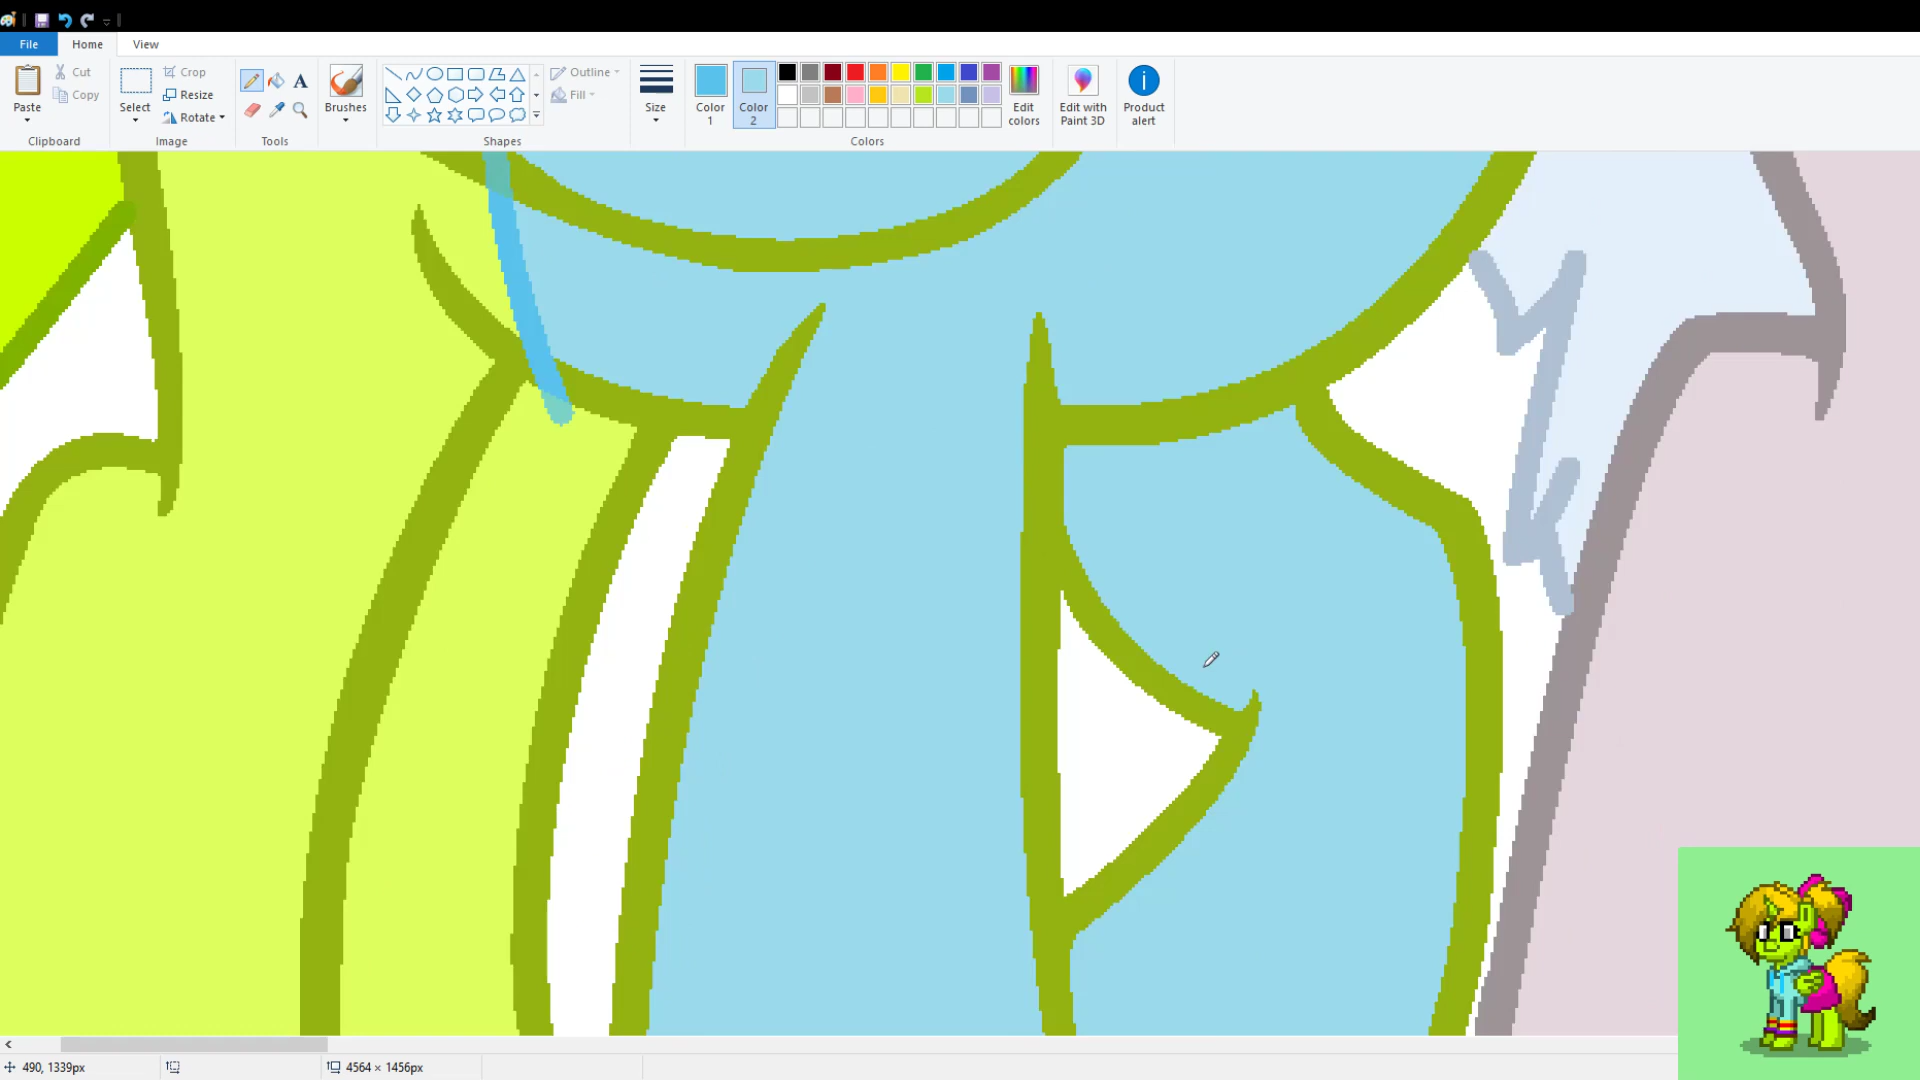 File Home View
Paste Cut Copy
Clipboard
Select Crop Resize Rotate
Image
A
Tools
Brushes
Shapes
Outline Fill
Size
Color 1 Color 2
Edit colors
Colors
Edit with Paint 3D
Product alert
490, 1339px 4564 × 1456px